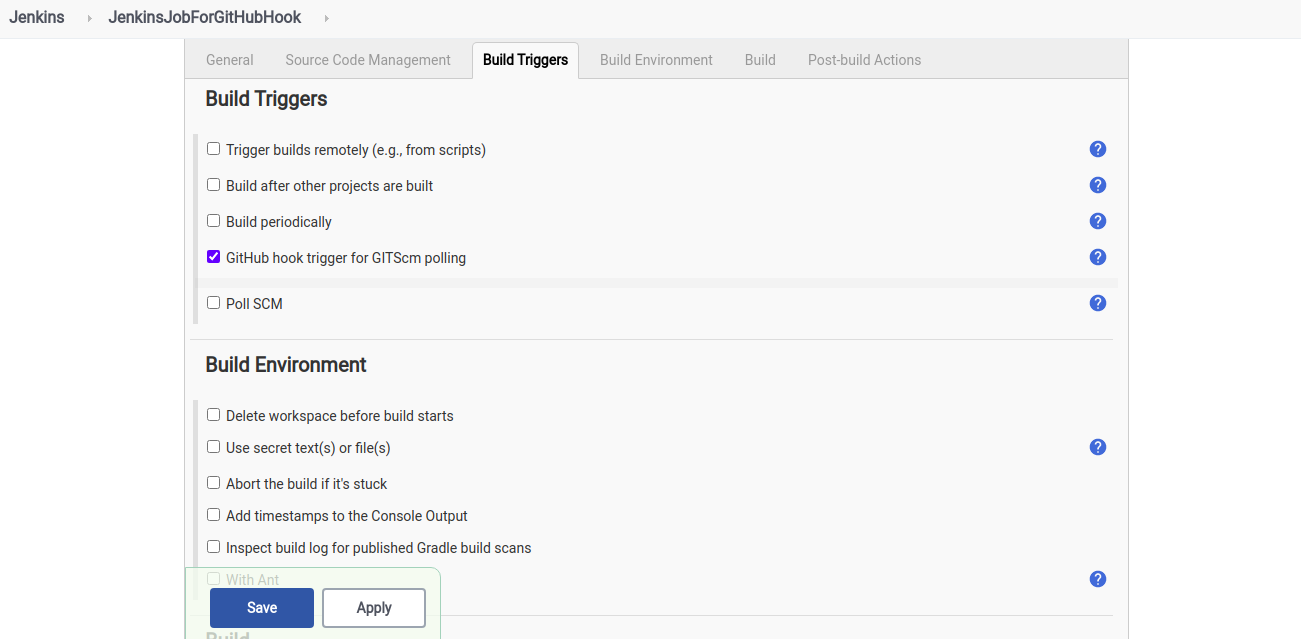 Jenkins JenkinsJobForGitHubHook
General Source Code Management Build Triggers Build Environment Build Post-build Actions
Build Triggers
Trigger builds remotely (e.g., from scripts) ?
Build after other projects are built ?
Build periodically ?
GitHub hook trigger for GITScm polling ?
Poll SCM ?
Build Environment
Delete workspace before build starts
Use secret text(s) or file(s) ?
Abort the build if it's stuck
Add timestamps to the Console Output
Inspect build log for published Gradle build scans
With Ant ?
Save Apply
Build